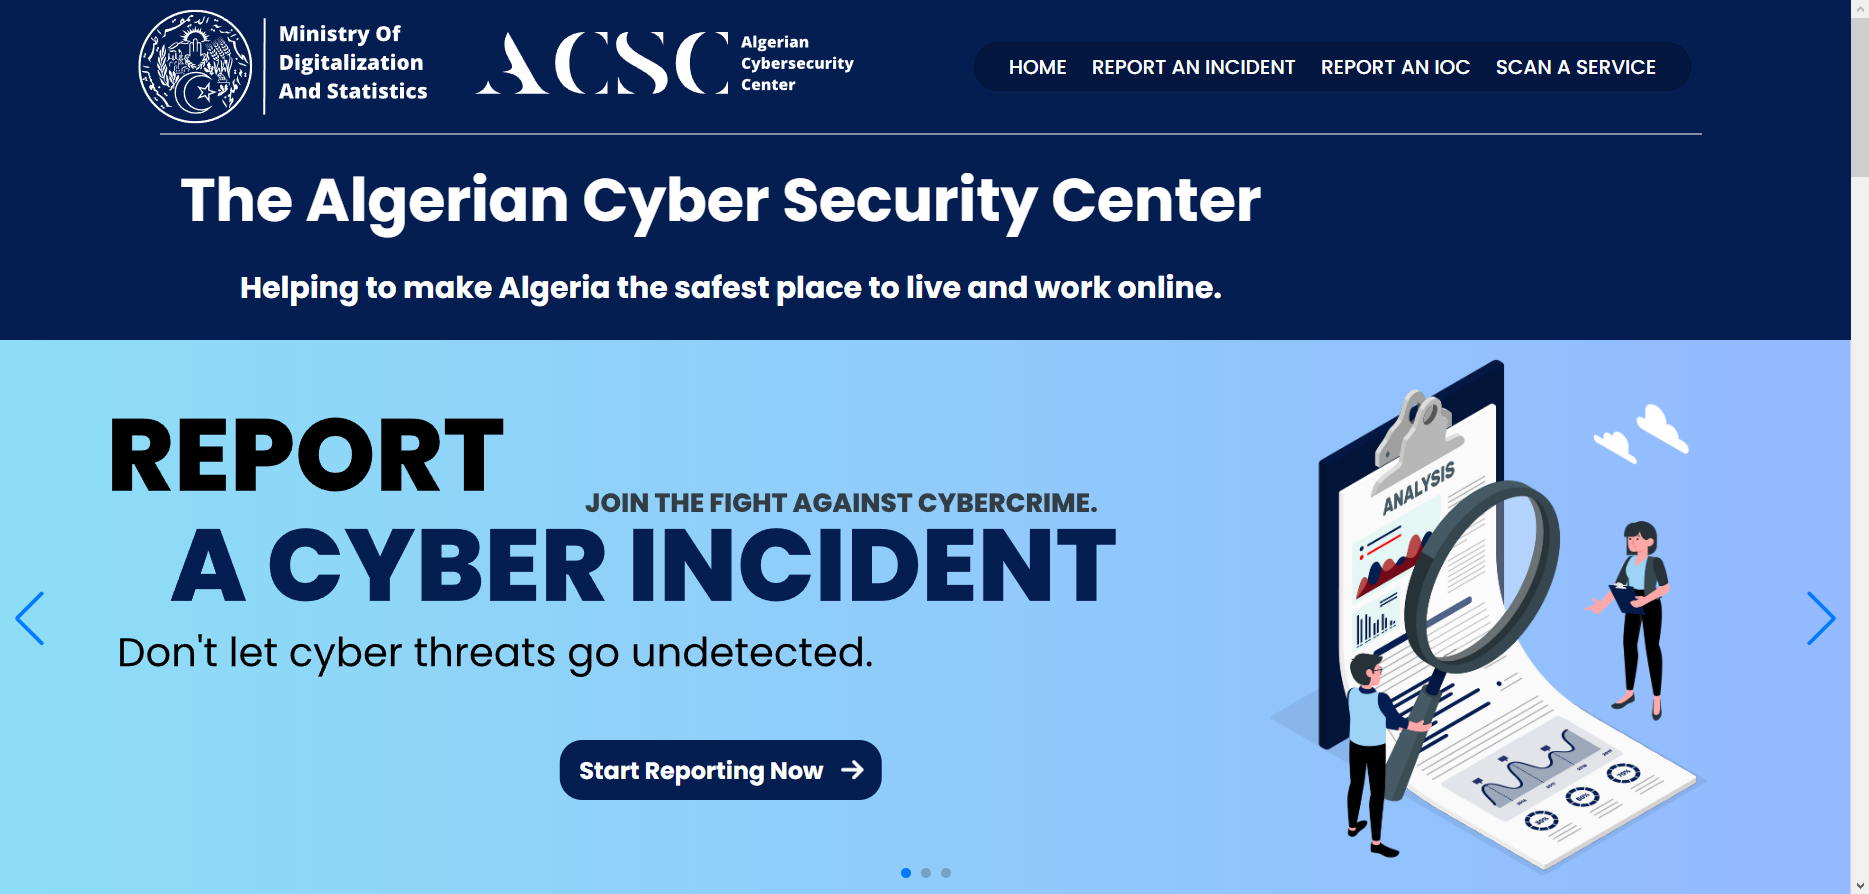 Ministry Of
Digitalization
And Statistics
ACSC
Algerian
Cybersecurity
Center
HOME REPORT AN INCIDENT REPORT AN IOC SCAN A SERVICE
The Algerian Cyber Security Center
Helping to make Algeria the safest place to live and work online.
REPORT
JOIN THE FIGHT AGAINST CYBERCRIME.
A CYBER INCIDENT
Don't let cyber threats go undetected.
Start Reporting Now
ANALYSIS
70%
60%